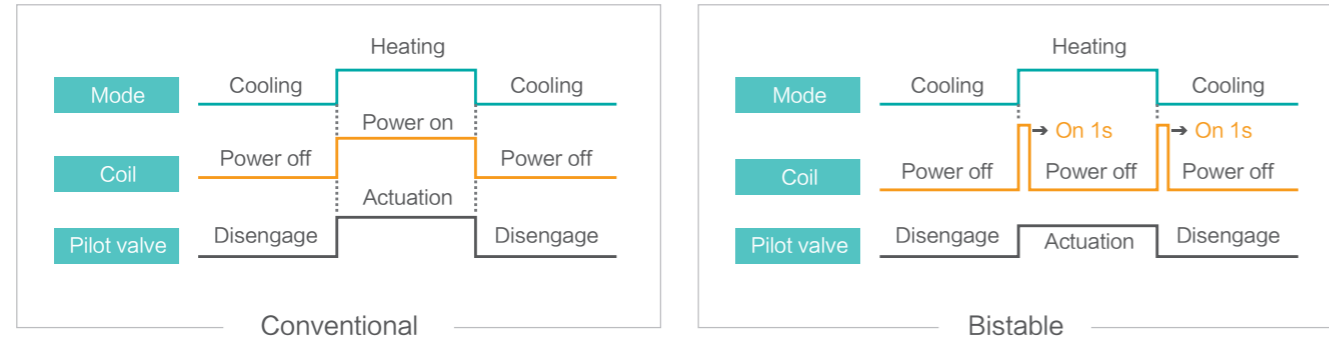 Heating
Mode Cooling Cooling
Power on
Coil Power off Power off
Actuation
Pilot valve Disengage Disengage
Conventional
Heating
Mode Cooling Cooling
➔ On 1s ➔ On 1s
Coil Power off Power off Power off
Pilot valve Disengage Actuation Disengage
Bistable